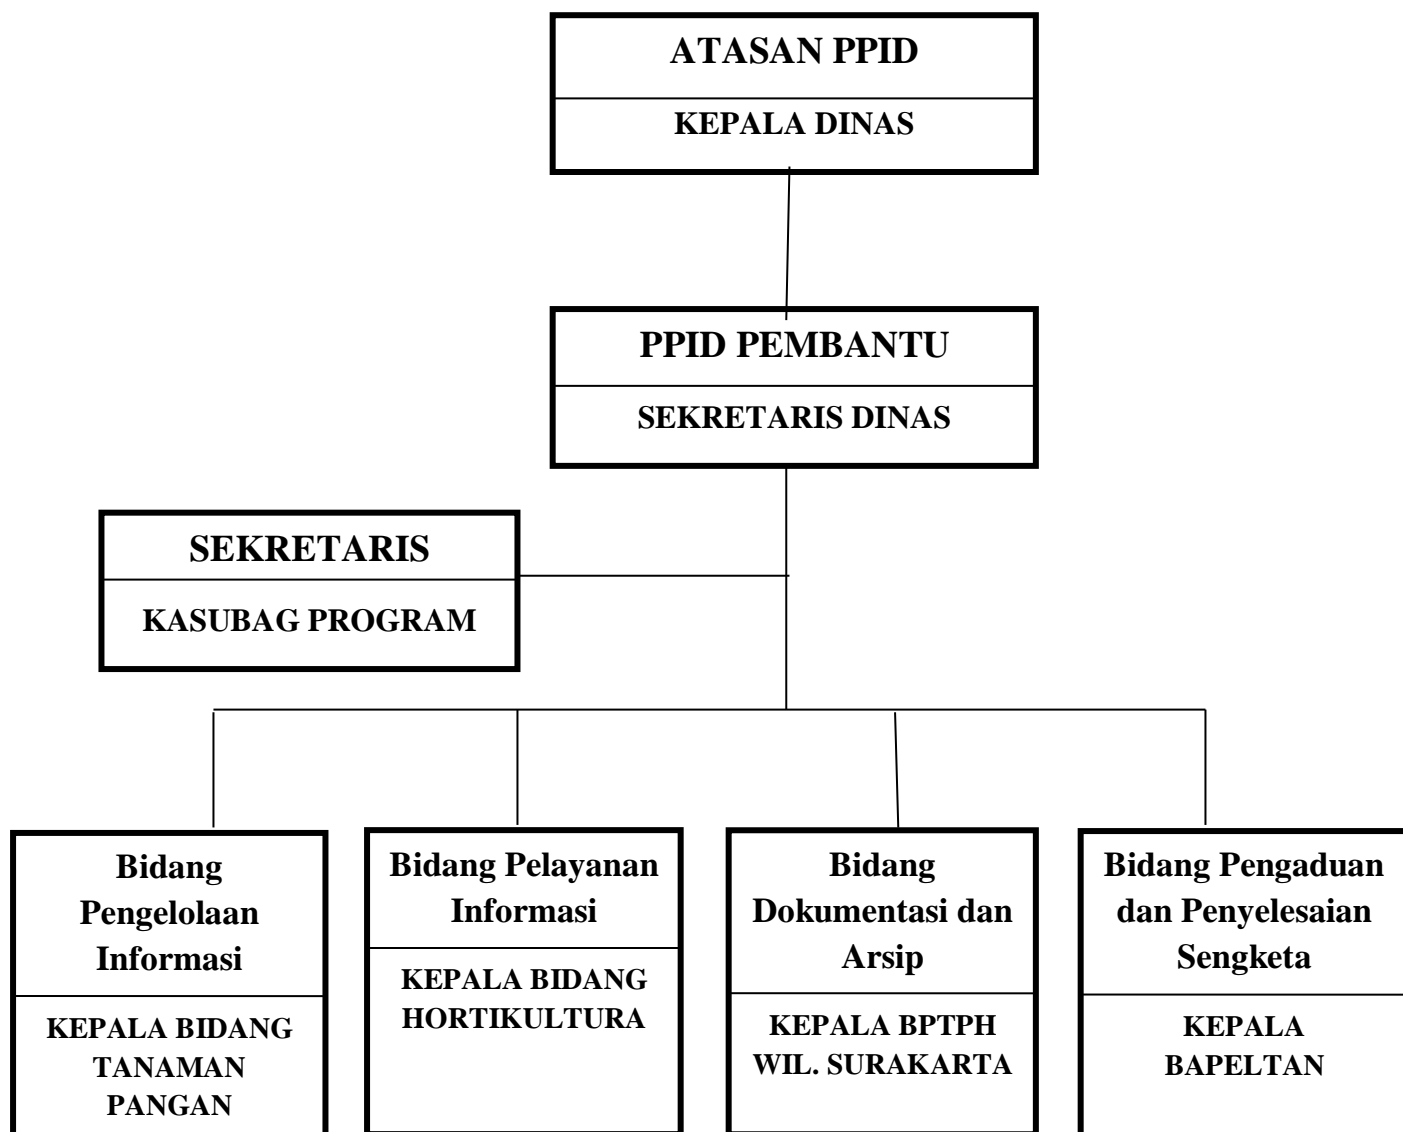 ATASAN PPID
KEPALA DINAS
PPID PEMBANTU
SEKRETARIS DINAS
SEKRETARIS
KASUBAG PROGRAM
Bidang
Pengelolaan
Informasi
KEPALA BIDANG
TANAMAN
PANGAN
Bidang Pelayanan
Informasi
KEPALA BIDANG
HORTIKULTURA
Bidang
Dokumentasi dan
Arsip
KEPALA BPTPH
WIL. SURAKARTA
Bidang Pengaduan
dan Penyelesaian
Sengketa
KEPALA
BAPELTAN